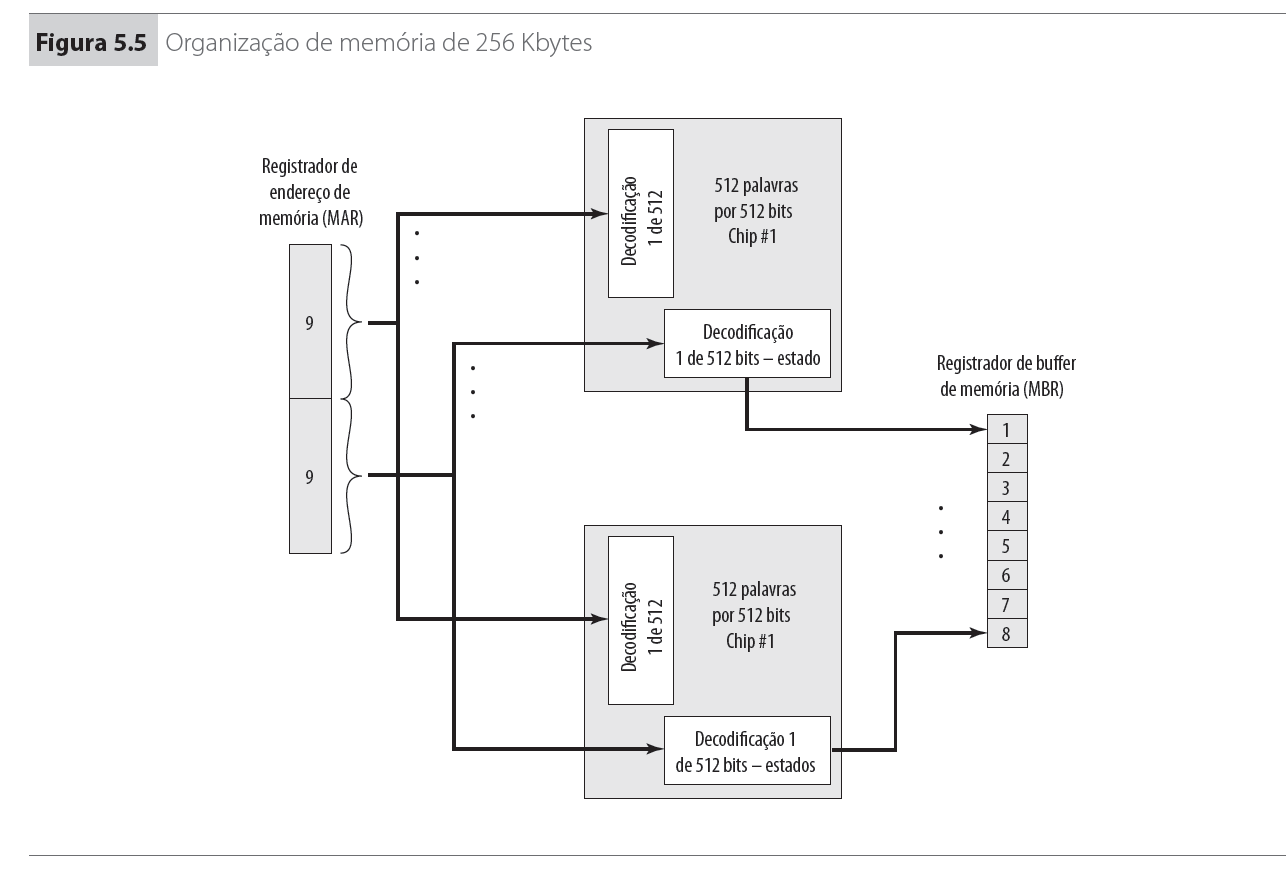 Figura 5.5 Organização de memória de 256 Kbytes
Registrador de
endereço de
memória (MAR)
9
9
Decodificação
1 de 512
512 palavras
por 512 bits
Chip #1
Decodificação
1 de 512 bits – estado
Registrador de buffer
de memória (MBR)
1
2
3
4
5
6
7
8
Decodificação
1 de 512
512 palavras
por 512 bits
Chip #1
Decodificação 1
de 512 bits – estados